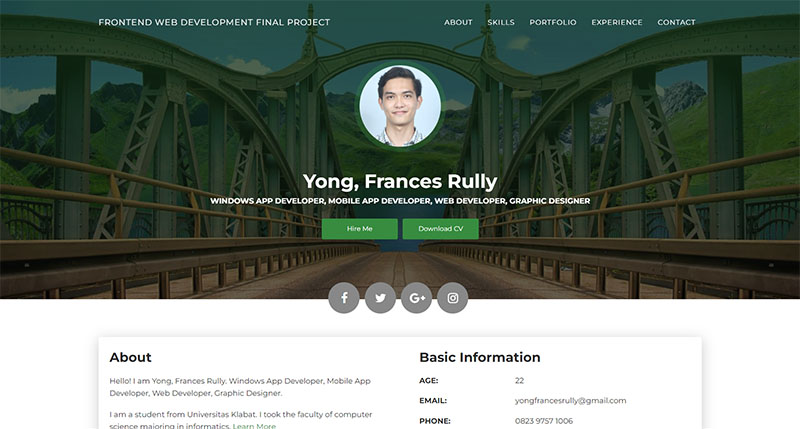 FRONTEND WEB DEVELOPMENT FINAL PROJECT
ABOUT SKILLS PORTFOLIO EXPERIENCE CONTACT
Yong, Frances Rully
WINDOWS APP DEVELOPER, MOBILE APP DEVELOPER, WEB DEVELOPER, GRAPHIC DESIGNER
Hire Me Download CV
About
Hello! I am Yong, Frances Rully. Windows App Developer, Mobile App
Developer, Web Developer, Graphic Designer.
I am a student from Universitas Klabat. I took the faculty of computer
science majoring in informatics. Learn More
Basic Information
AGE: 22
EMAIL: yongfrancesrully@gmail.com
PHONE: 0823 9757 1006